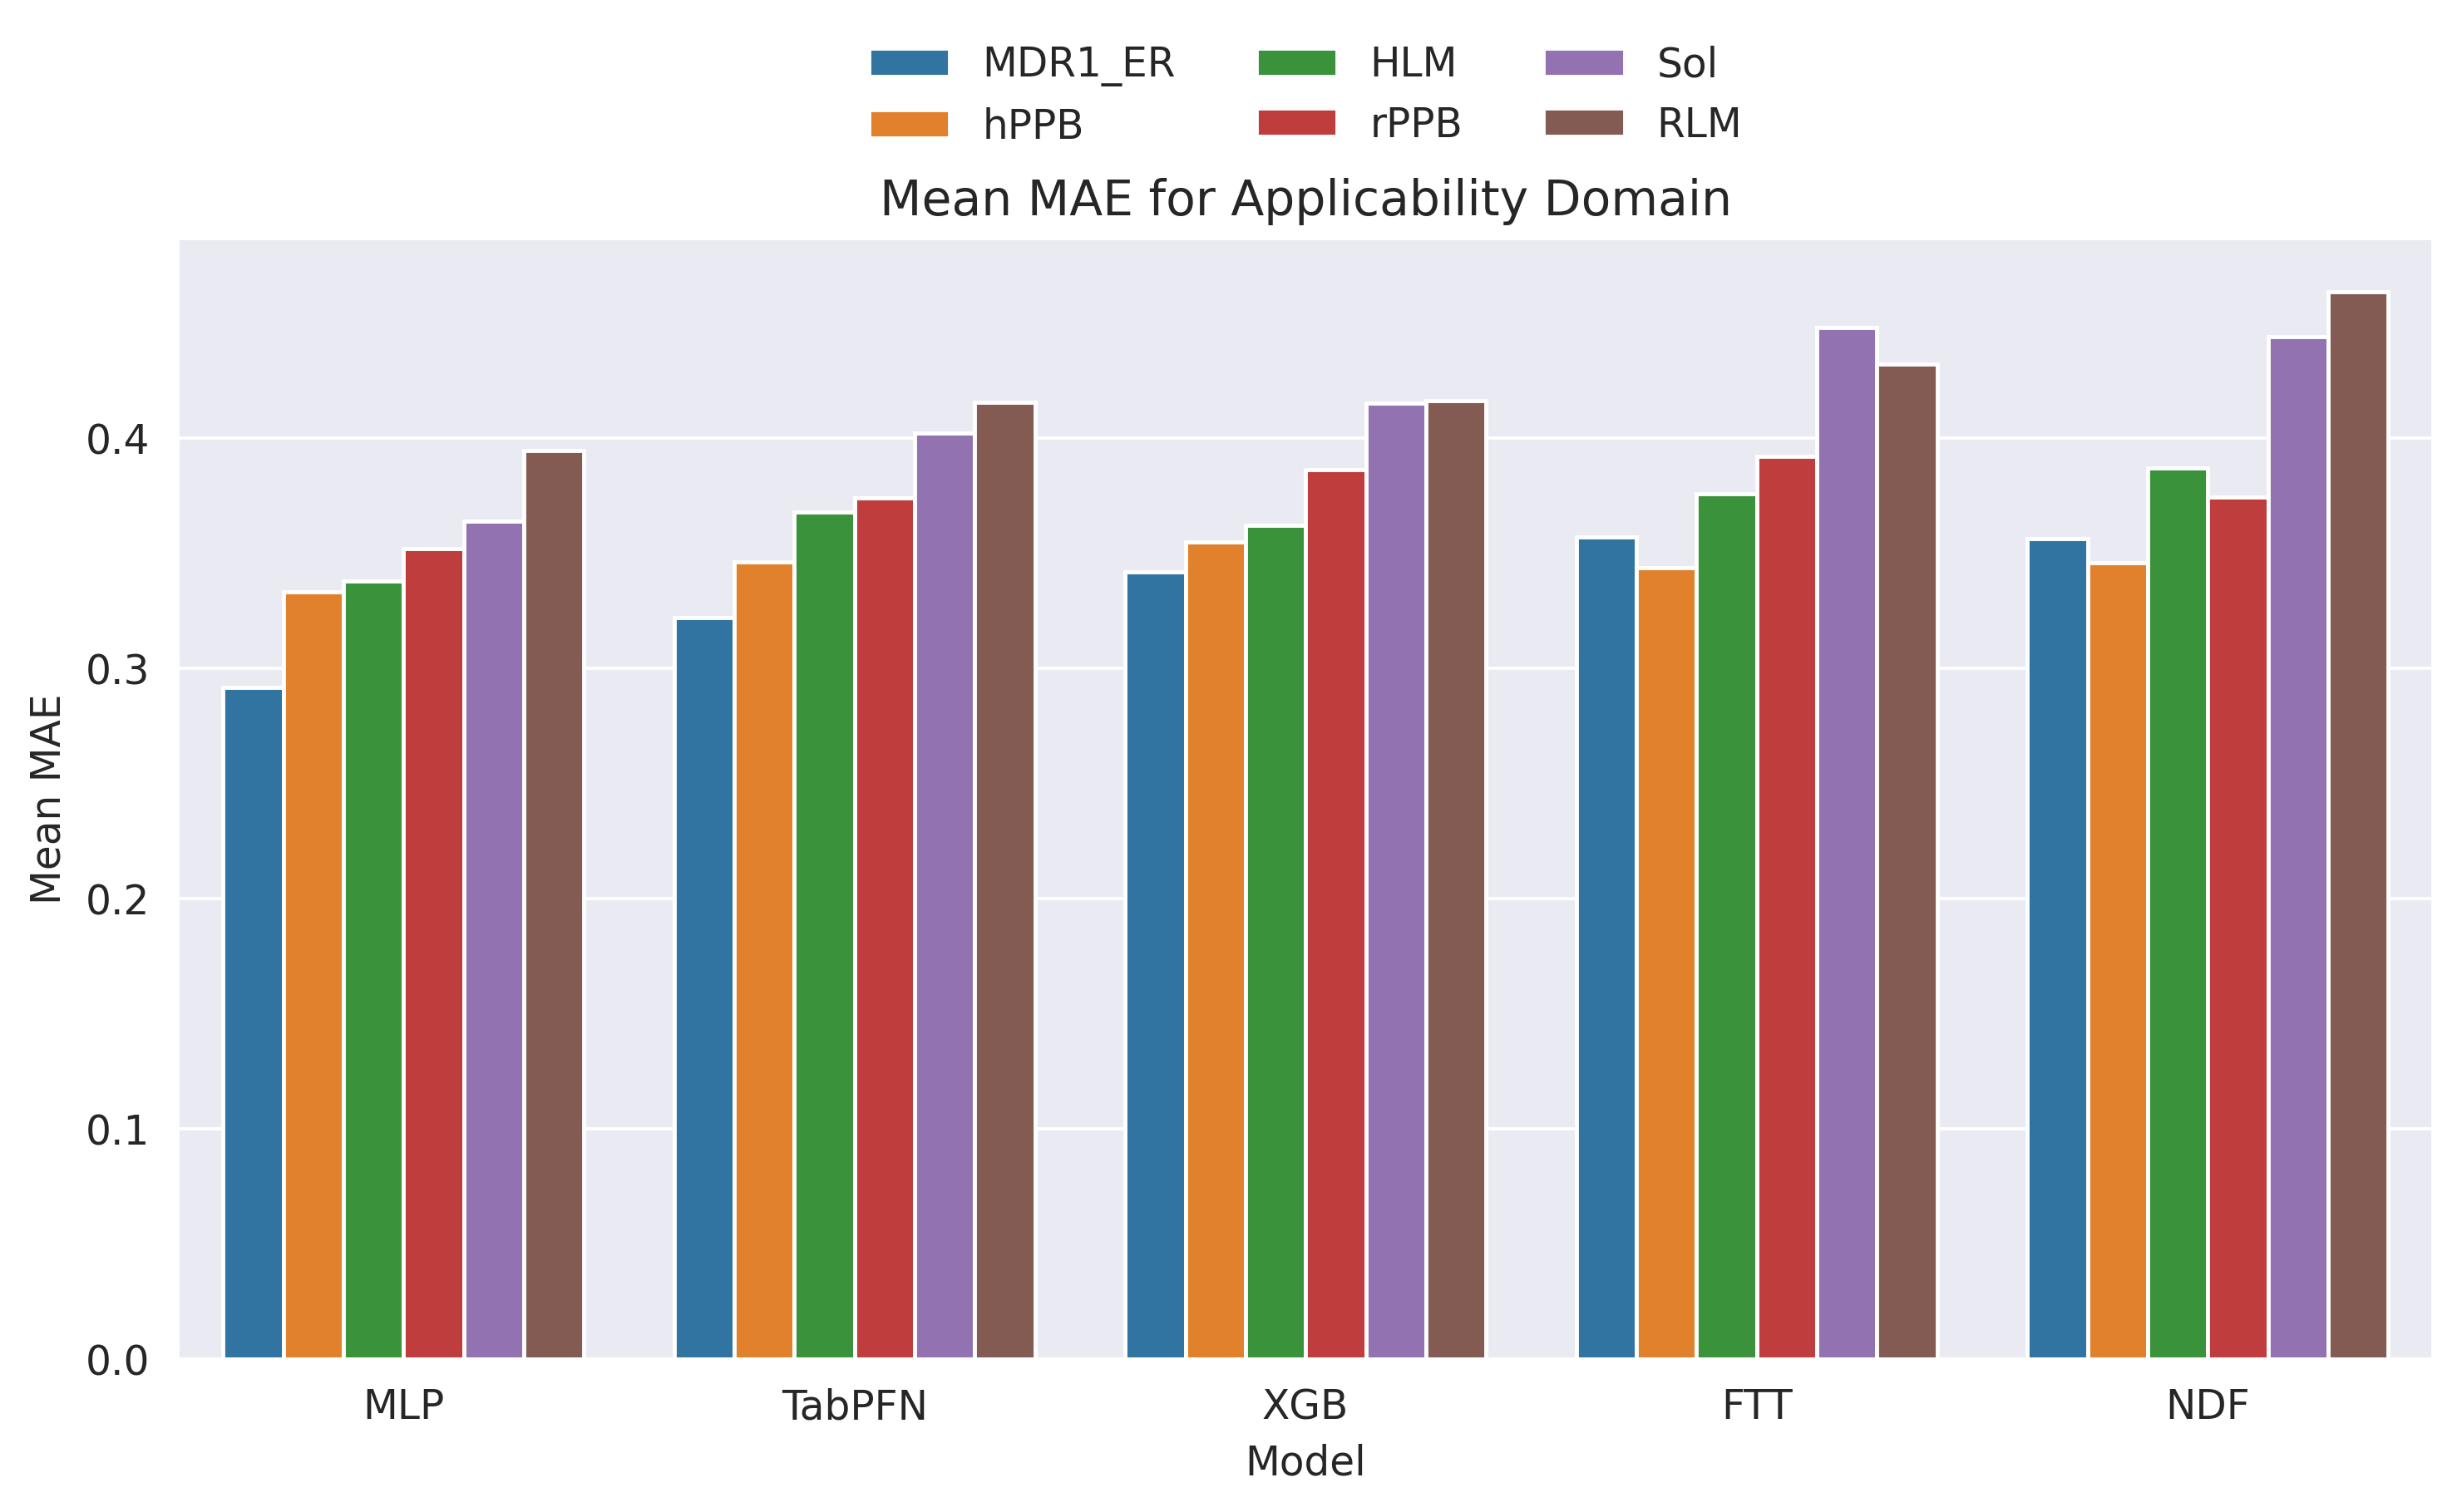 MDR1_ER
hPPB
HLM
rPPB
Sol
RLM
Mean MAE for Applicability Domain
Mean MAE
0.4
0.3
0.2
0.1
0.0
MLP TabPFN XGB FTT NDF
Model